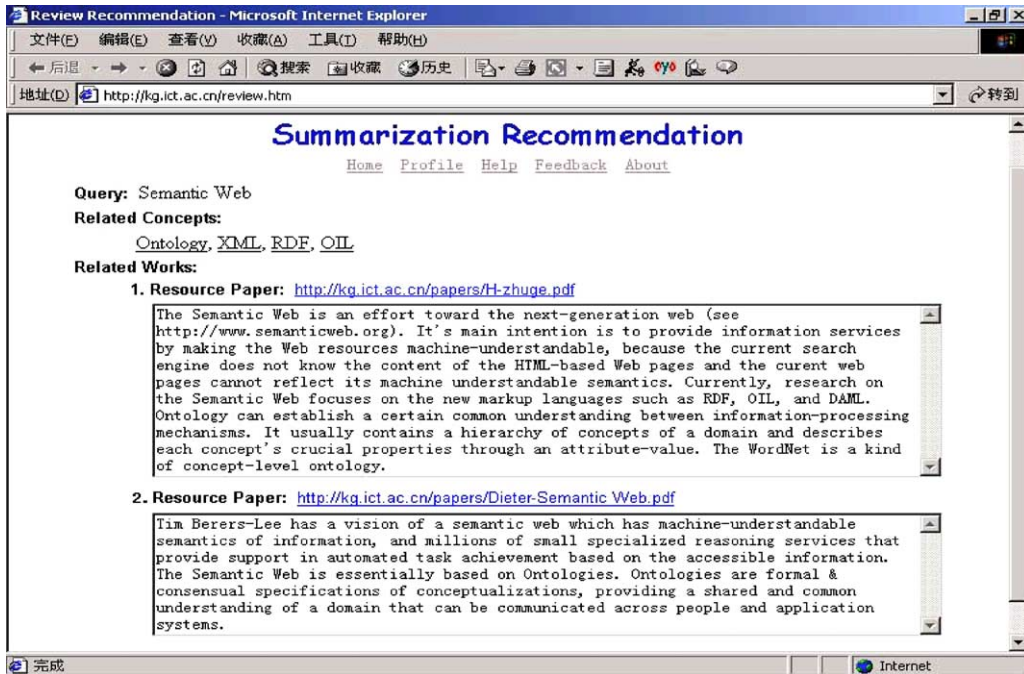 Review Recommendation - Microsoft Internet Explorer
文件(F) 编辑(E) 查看(V) 收藏(A) 工具(T) 帮助(H)
后退 搜索 收藏 历史
地址(D) http://kg.ict.ac.cn/review.htm 转到
Summarization Recommendation
Home Profile Help Feedback About
Query: Semantic Web
Related Concepts:
Ontology, XML, RDF, OIL
Related Works:
1. Resource Paper: http://kg.ict.ac.cn/papers/H-zhuge.pdf
The Semantic Web is an effort toward the next-generation web (see
http://www.semanticweb.org). It's main intention is to provide information services
by making the Web resources machine-understandable, because the current search
engine does not know the content of the HTML-based Web pages and the curent web
pages cannot reflect its machine understandable semantics. Currently, research on
the Semantic Web focuses on the new markup languages such as RDF, OIL, and DAML.
Ontology can establish a certain common understanding between information-processing
mechanisms. It usually contains a hierarchy of concepts of a domain and describes
each concept's crucial properties through an attribute-value. The WordNet is a kind
of concept-level ontology.
2. Resource Paper: http://kg.ict.ac.cn/papers/Dieter-Semantic Web.pdf
Tim Berers-Lee has a vision of a semantic web which has machine-understandable
semantics of information, and millions of small specialized reasoning services that
provide support in automated task achievement based on the accessible information.
The Semantic Web is essentially based on Ontologies. Ontologies are formal &
consensual specifications of conceptualizations, providing a shared and common
understanding of a domain that can be communicated across people and application
systems.
完成 Internet